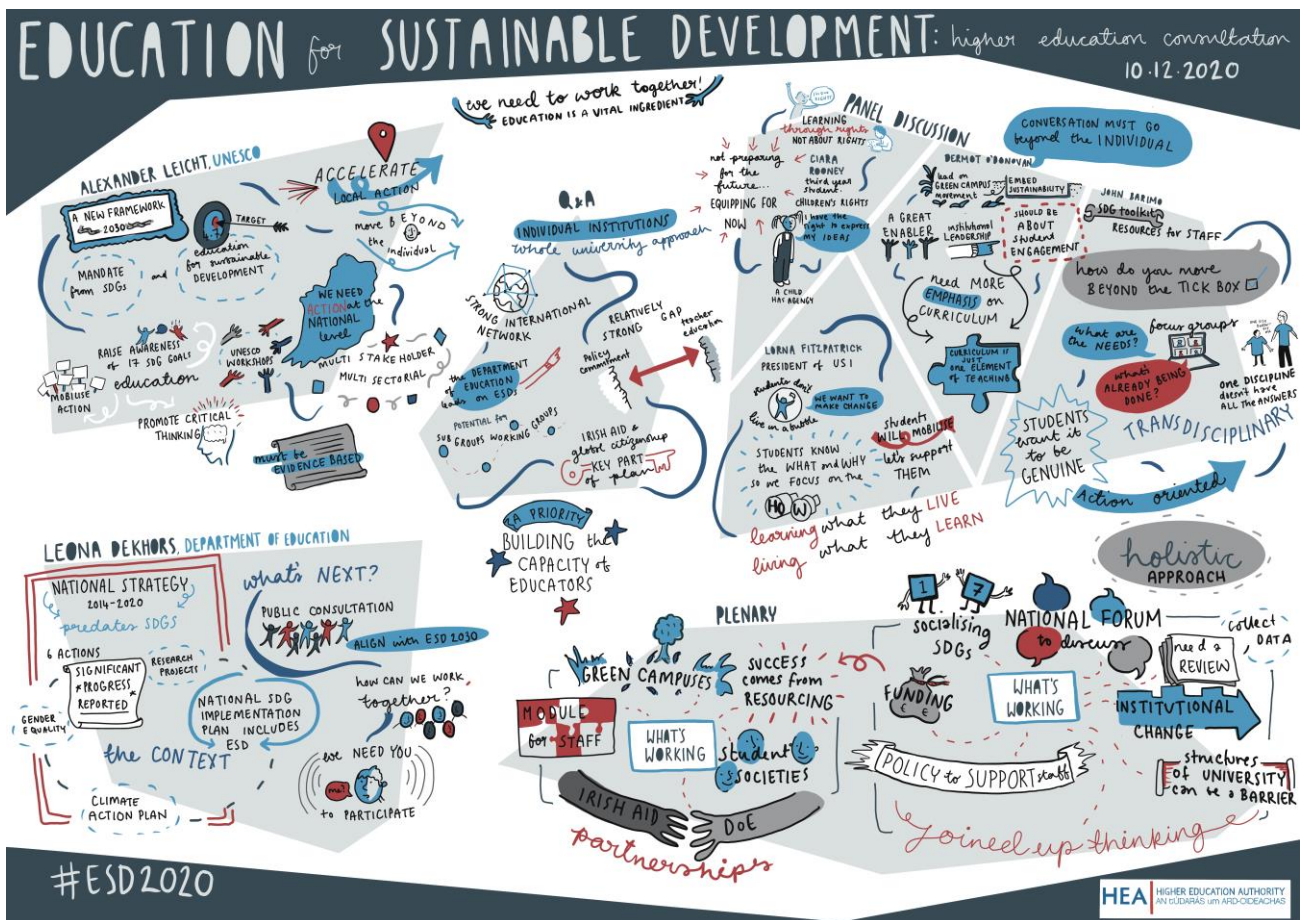 EDUCATION for SUSTAINABLE DEVELOPMENT: higher education consultation
10.12.2020
we need to work together!
EDUCATION IS A VITAL INGREDIENT
ALEXANDER LEICHT, UNESCO
A NEW FRAMEWORK
2030
TARGET
4.7
MANDATE
from SDGs
and
education
for sustainable
DEVELOPMENT
ACCELERATE
LOCAL ACTION
move BEYOND
the
individual
WE NEED
ACTION at the
NATIONAL
level
RAISE AWARENESS
of 17 SDG GOALS
education
MOBILISE
ACTION
UNESCO
WORKSHOPS
MULTI STAKEHOLDER
MULTI SECTORIAL
PROMOTE CRITICAL
THINKING
must be
EVIDENCE BASED
Q&A
INDIVIDUAL INSTITUTIONS
whole university approach
STRONG INTERNATIONAL
NETWORK
RELATIVELY
STRONG
GAP
teacher
education
Policy
commitment
DEPARTMENT
of the EDUCATION
leads on ESDs
POTENTIAL for
SUB GROUPS WORKING GROUPS
IRISH AID &
global citizenship
KEY PART
of plan
A PRIORITY
BUILDING the
CAPACITY of
EDUCATORS
PANEL DISCUSSION
LEARNING
through rights
NOT ABOUT RIGHTS
not preparing
for the
future...
EQUIPPING FOR
NOW
CIARA
ROONEY
third year
student.
CHILDREN'S RIGHTS
I have the
right to express
MY IDEAS
A CHILD
HAS AGENCY
DERMOT O'DONOVAN
CONVERSATION MUST GO
beyond the INDIVIDUAL
lead on
GREEN CAMPUS
movement
EMBED
SUSTAINABILITY
A GREAT
ENABLER
institutional
LEADERSHIP
SHOULD BE
ABOUT
student
ENGAGEMENT
need MORE
EMPHASIS on
CURRICULUM
CURRICULUM IS
JUST
one ELEMENT
of TEACHING
JOHN BARIMO
SDG toolkit
RESOURCES for STAFF
how do you move
BEYOND the TICK BOX
What are
the NEEDS?
focus groups
what's
ALREADY BEING
DONE?
ONE DISCIPLINE
doesn't have
ALL THE ANSWERS
TRANSDISCIPLINARY
STUDENTS
want it
to be
GENUINE
Action oriented
LORNA FITZPATRICK
PRESIDENT of USI
students don't
live in a bubble
WE WANT TO
MAKE CHANGE
STUDENTS KNOW
the WHAT and WHY
so we FOCUS on the
HOW
students
WILL MOBILISE
let's support
THEM
learning what they LIVE
living what they LEARN
LEONA DEKHORS, DEPARTMENT OF EDUCATION
NATIONAL STRATEGY
2014-2020
predates SDGs
6 ACTIONS
SIGNIFICANT
*PROGRESS
REPORTED
RESEARCH
PROJECTS
GENDER
EQUALITY
the CONTEXT
NATIONAL SDG
IMPLEMENTATION
PLAN INCLUDES
ESD
CLIMATE
ACTION PLAN
what's NEXT?
PUBLIC CONSULTATION
ALIGN with ESD 2030
how CAN WE WORK
together?
we NEED YOU
me?
to PARTICIPATE
PLENARY
GREEN CAMPUSES
SUCCESS
comes from
RESOURCING
MODULE
for STAFF
WHAT'S
WORKING
student
SOCIETIES
IRISH AID
DoE
partnerships
holistic
APPROACH
1 7
socialising
SDGs
NATIONAL FORUM
to discuss
collect
DATA
need a
REVIEW
FUNDING
£ €
WHAT'S
WORKING
INSTITUTIONAL
CHANGE
POLICY to SUPPORT staff
structures
of UNIVERSITY
can be a BARRIER
Joined up thinking
#ESD2020
HEA
HIGHER EDUCATION AUTHORITY
AN tÚDARÁS um ARD-OIDEACHAS